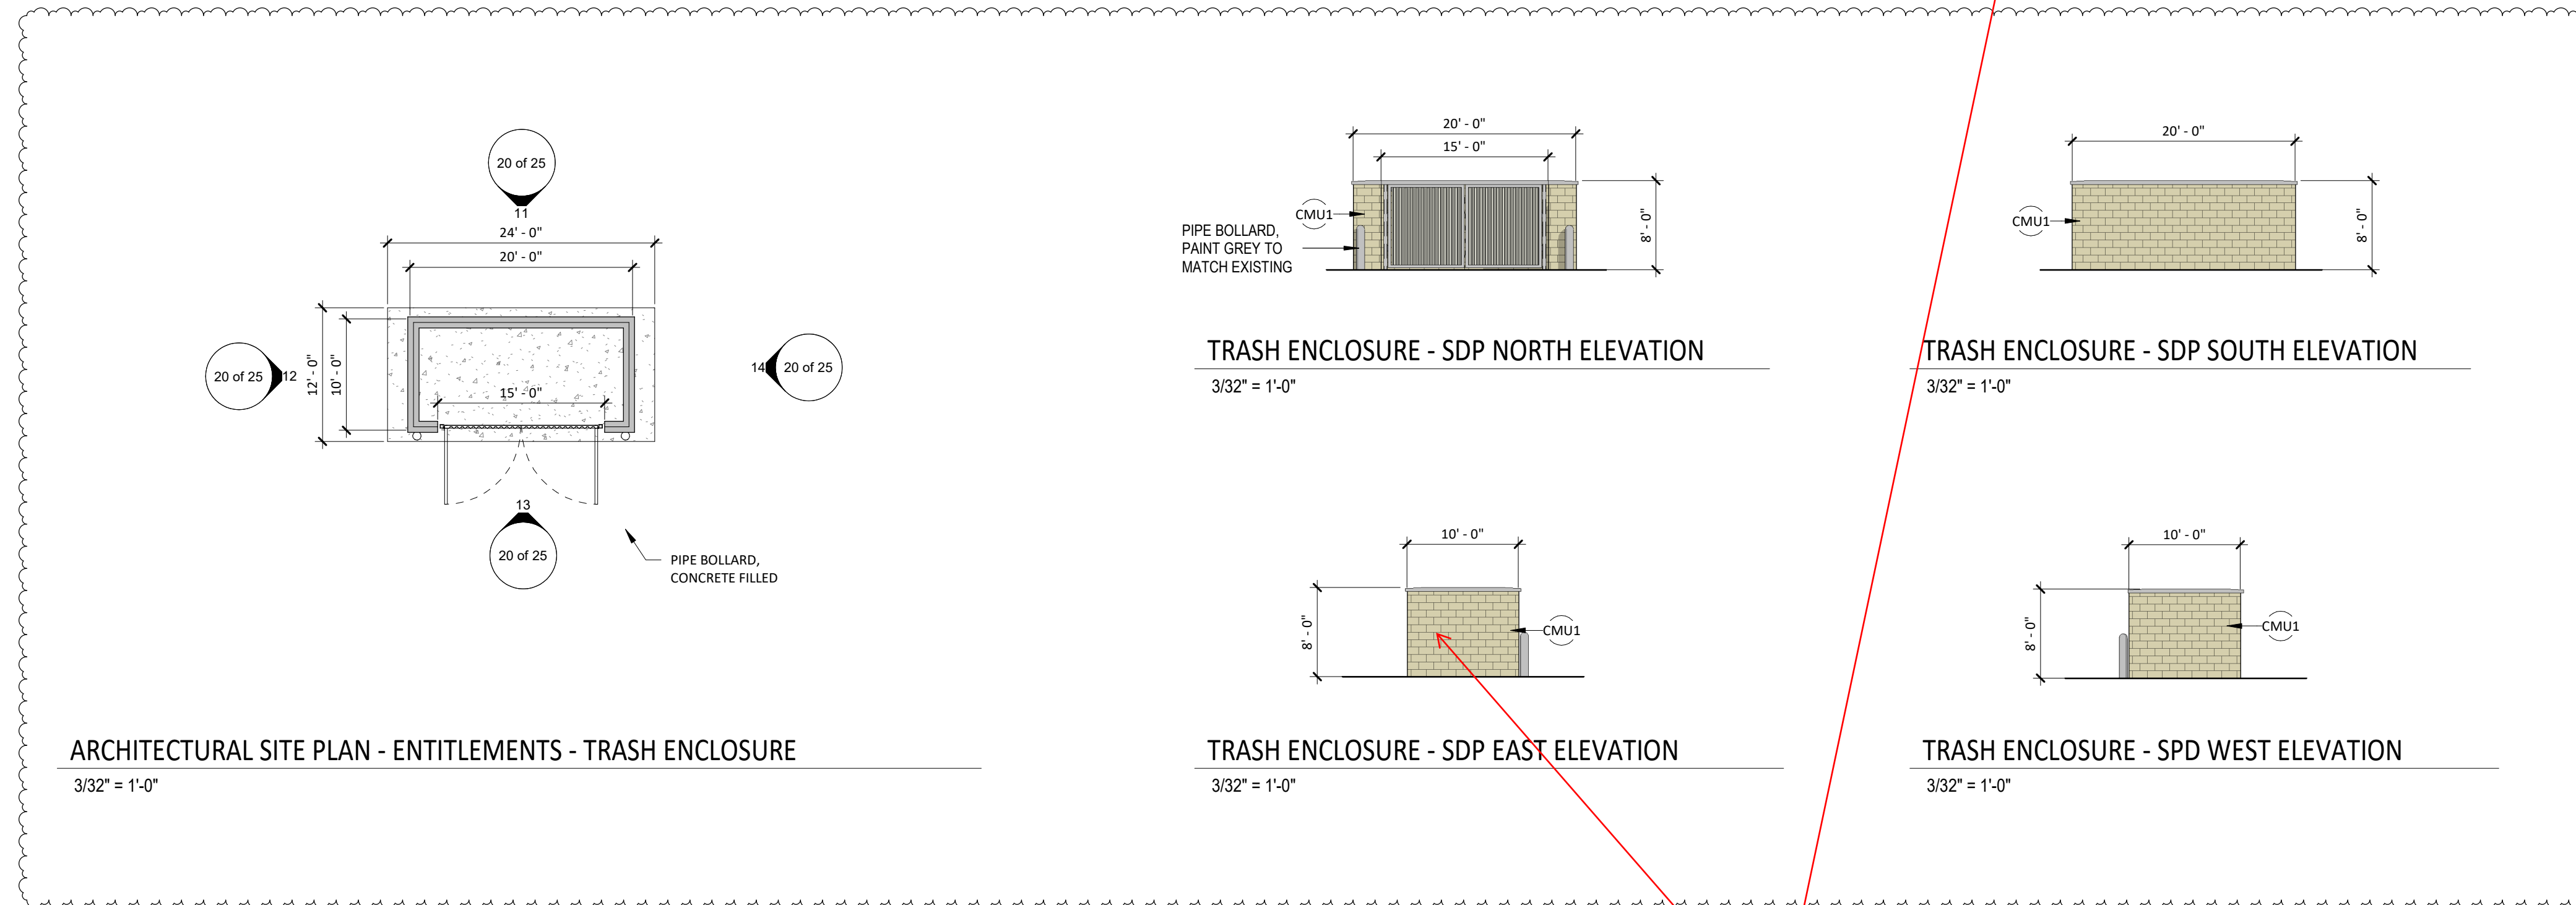 20 of 25
11
24' - 0"
20' - 0"
12' - 0"
10' - 0"
20 of 25
12
14
20 of 25
15' - 0"
13
20 of 25
PIPE BOLLARD,
CONCRETE FILLED
ARCHITECTURAL SITE PLAN - ENTITLEMENTS - TRASH ENCLOSURE
3/32" = 1'-0"
20' - 0"
15' - 0"
CMU1
PIPE BOLLARD,
PAINT GREY TO
MATCH EXISTING
8' - 0"
TRASH ENCLOSURE - SDP NORTH ELEVATION
3/32" = 1'-0"
20' - 0"
CMU1
8' - 0"
TRASH ENCLOSURE - SDP SOUTH ELEVATION
3/32" = 1'-0"
10' - 0"
8' - 0"
CMU1
TRASH ENCLOSURE - SDP EAST ELEVATION
3/32" = 1'-0"
10' - 0"
8' - 0"
CMU1
TRASH ENCLOSURE - SPD WEST ELEVATION
3/32" = 1'-0"